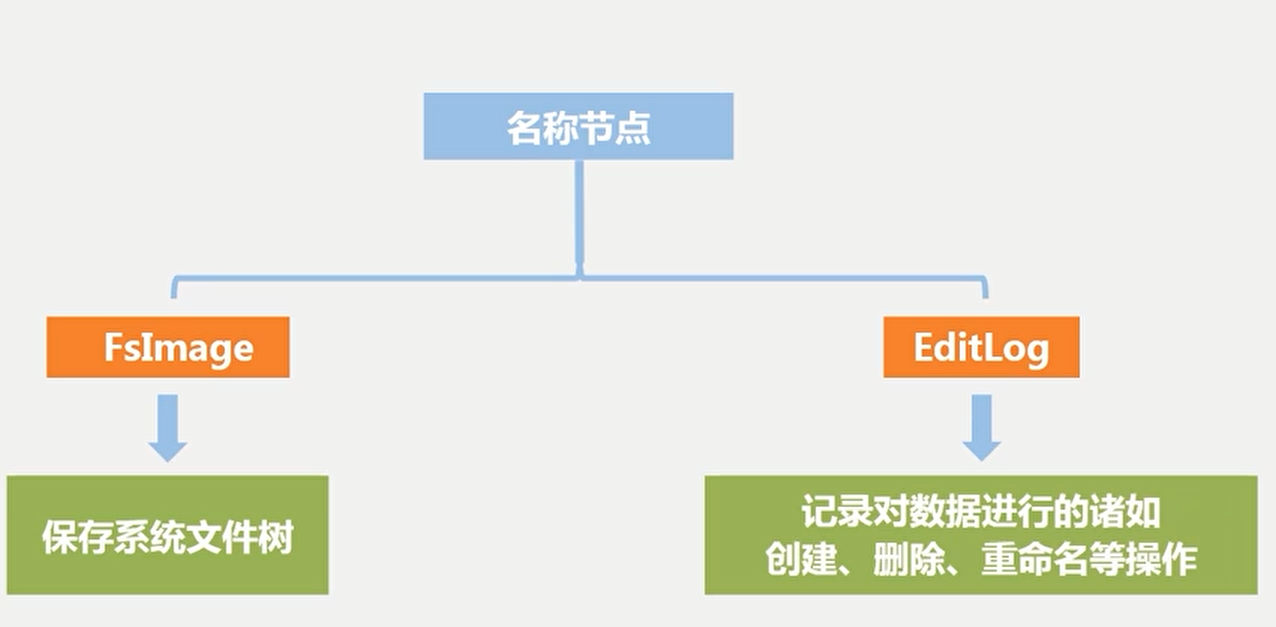 名称节点
FsImage
EditLog
保存系统文件树
记录对数据进行的诸如
创建、删除、重命名等操作